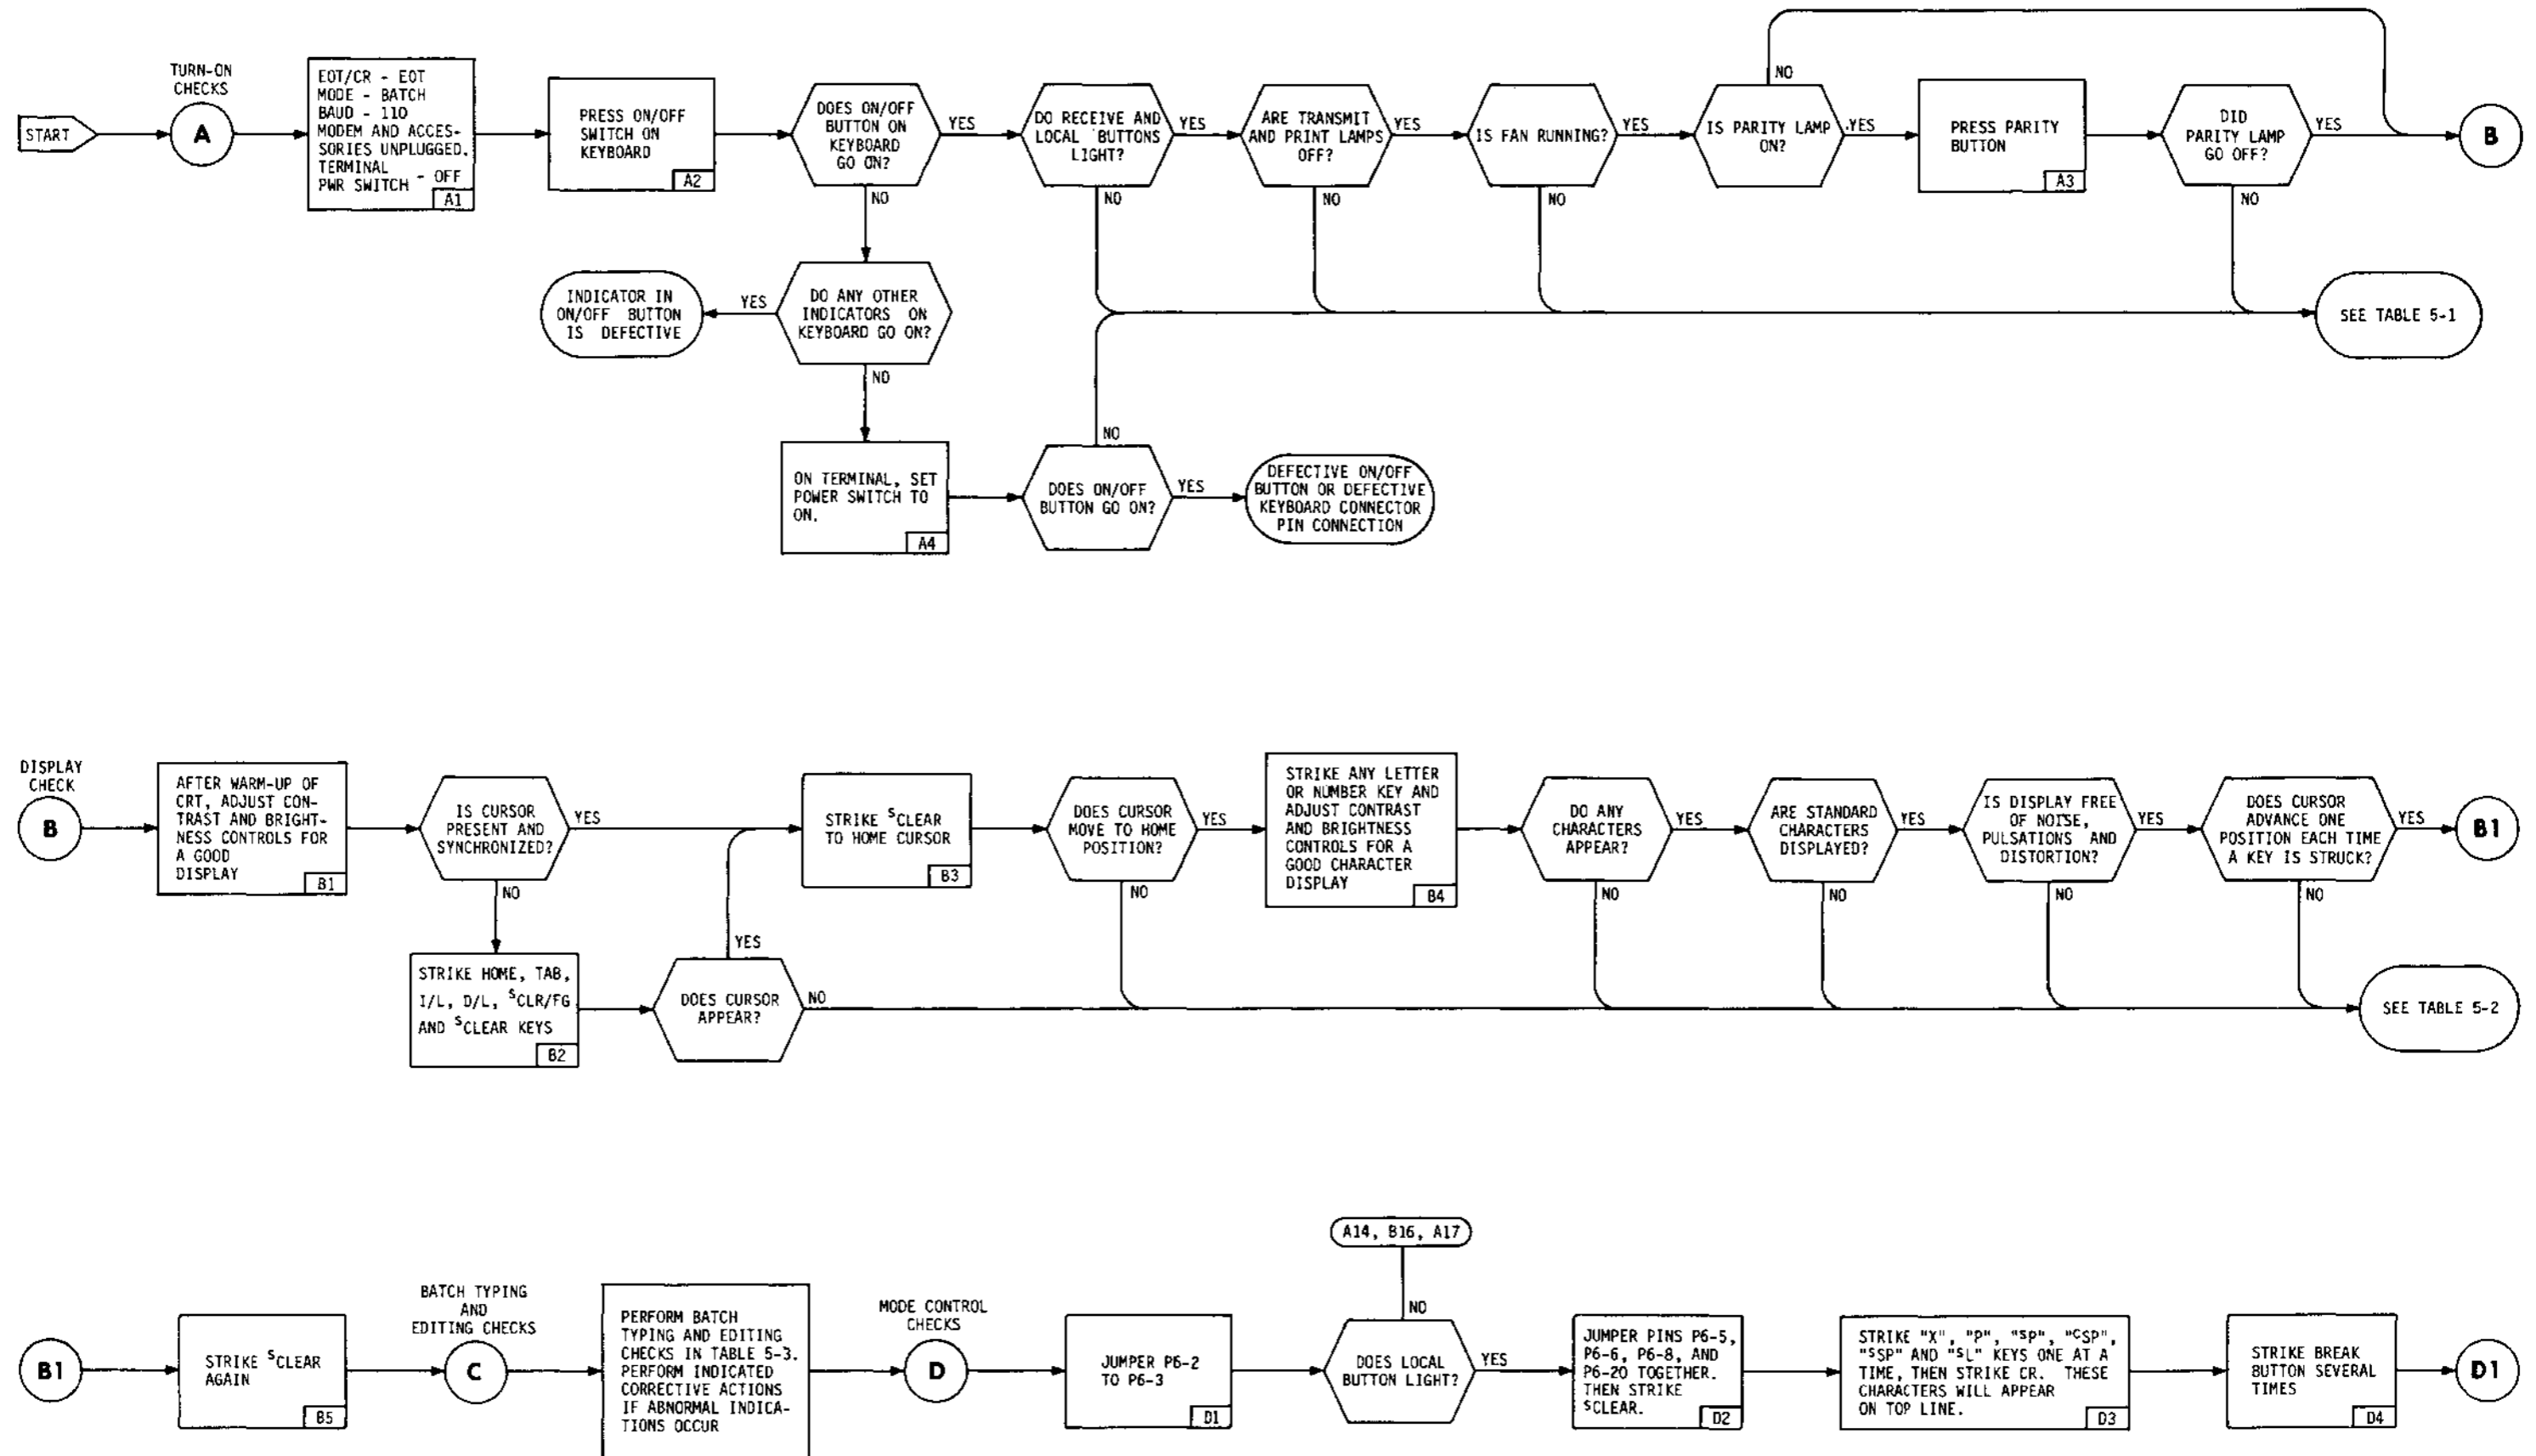 START
TURN-ON
CHECKS
A
EOT/CR - EOT
MODE - BATCH
BAUD - 110
MODEM AND ACCES-
SORIES UNPLUGGED.
TERMINAL
PWR SWITCH - OFF
A1
PRESS ON/OFF
SWITCH ON
KEYBOARD
A2
DOES ON/OFF
BUTTON ON
KEYBOARD
GO ON?
YES
NO
DO RECEIVE AND
LOCAL BUTTONS
LIGHT?
YES
NO
ARE TRANSMIT
AND PRINT LAMPS
OFF?
YES
NO
IS FAN RUNNING?
YES
NO
IS PARITY LAMP
ON?
NO
YES
PRESS PARITY
BUTTON
A3
DID
PARITY LAMP
GO OFF?
YES
NO
B
INDICATOR IN
ON/OFF BUTTON
IS DEFECTIVE
YES
DO ANY OTHER
INDICATORS ON
KEYBOARD GO ON?
NO
SEE TABLE 5-1
ON TERMINAL, SET
POWER SWITCH TO
ON.
A4
NO
DOES ON/OFF
BUTTON GO ON?
YES
DEFECTIVE ON/OFF
BUTTON OR DEFECTIVE
KEYBOARD CONNECTOR
PIN CONNECTION
DISPLAY
CHECK
B
AFTER WARM-UP OF
CRT, ADJUST CON-
TRAST AND BRIGHT-
NESS CONTROLS FOR
A GOOD
DISPLAY
B1
IS CURSOR
PRESENT AND
SYNCHRONIZED?
YES
NO
STRIKE SCLEAR
TO HOME CURSOR
B3
DOES CURSOR
MOVE TO HOME
POSITION?
YES
NO
STRIKE ANY LETTER
OR NUMBER KEY AND
ADJUST CONTRAST
AND BRIGHTNESS
CONTROLS FOR A
GOOD CHARACTER
DISPLAY
B4
DO ANY
CHARACTERS
APPEAR?
YES
NO
ARE STANDARD
CHARACTERS
DISPLAYED?
YES
NO
IS DISPLAY FREE
OF NOISE,
PULSATIONS AND
DISTORTION?
YES
NO
DOES CURSOR
ADVANCE ONE
POSITION EACH TIME
A KEY IS STRUCK?
YES
NO
B1
STRIKE HOME, TAB,
I/L, D/L, SCLR/FG
AND SCLEAR KEYS
B2
YES
DOES CURSOR
APPEAR?
NO
SEE TABLE 5-2
B1
STRIKE SCLEAR
AGAIN
B5
BATCH TYPING
AND
EDITING CHECKS
C
PERFORM BATCH
TYPING AND EDITING
CHECKS IN TABLE 5-3.
PERFORM INDICATED
CORRECTIVE ACTIONS
IF ABNORMAL INDICA-
TIONS OCCUR
MODE CONTROL
CHECKS
D
JUMPER P6-2
TO P6-3
D1
A14, B16, A17
NO
DOES LOCAL
BUTTON LIGHT?
YES
JUMPER PINS P6-5,
P6-6, P6-8, AND
P6-20 TOGETHER.
THEN STRIKE
SCLEAR.
D2
STRIKE "X", "P", "SP", "CSP",
"SSP" AND "SL" KEYS ONE AT A
TIME, THEN STRIKE CR. THESE
CHARACTERS WILL APPEAR
ON TOP LINE.
D3
STRIKE BREAK
BUTTON SEVERAL
TIMES
D4
D1